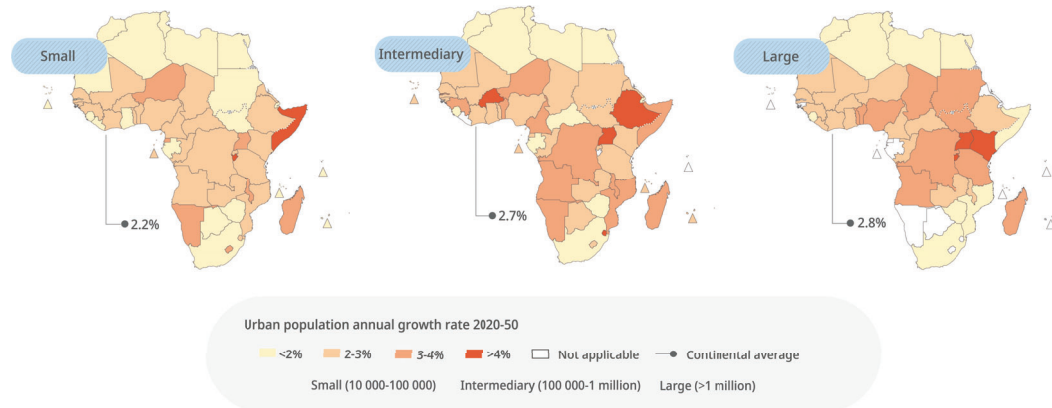 Small
Intermediary
Large
2.2%
2.7%
2.8%
Urban population annual growth rate 2020-50
<2%
2-3%
3-4%
>4%
Not applicable
Continental average
Small (10 000-100 000)
Intermediary (100 000-1 million)
Large (>1 million)